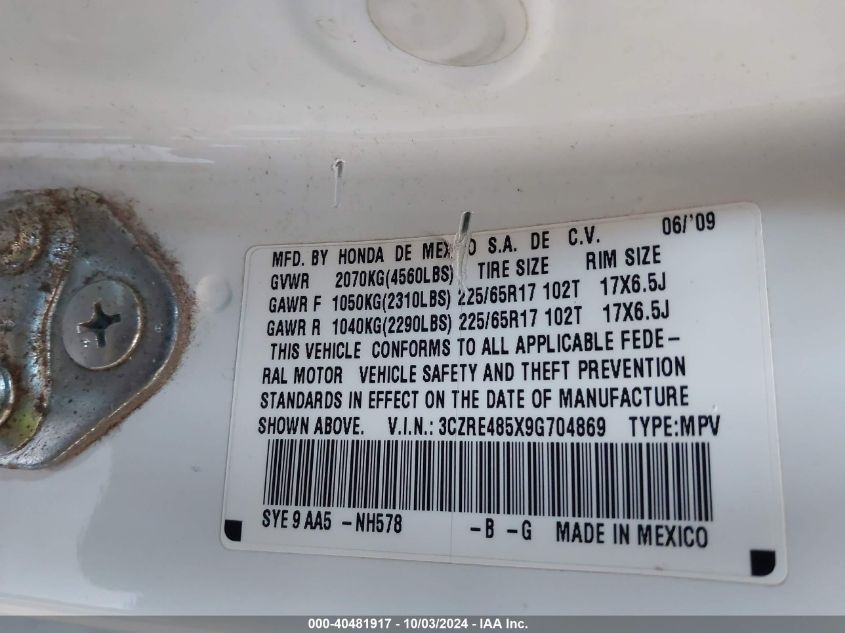 06/'09
MFD. BY HONDA DE MEXICO S.A. DE C.V.
GVWR 2070KG(4560LBS) TIRE SIZE RIM SIZE
GAWR F 1050KG(2310LBS) 225/65R17 102T 17X6.5J
GAWR R 1040KG(2290LBS) 225/65R17 102T 17X6.5J
THIS VEHICLE CONFORMS TO ALL APPLICABLE FEDE-
RAL MOTOR VEHICLE SAFETY AND THEFT PREVENTION
STANDARDS IN EFFECT ON THE DATE OF MANUFACTURE
SHOWN ABOVE. V.I.N.: 3CZRE485X9G704869 TYPE:MPV
SYE 9 AA5 -NH578 -B -G MADE IN MEXICO
000-40481917 - 10/03/2024 - IAA Inc.